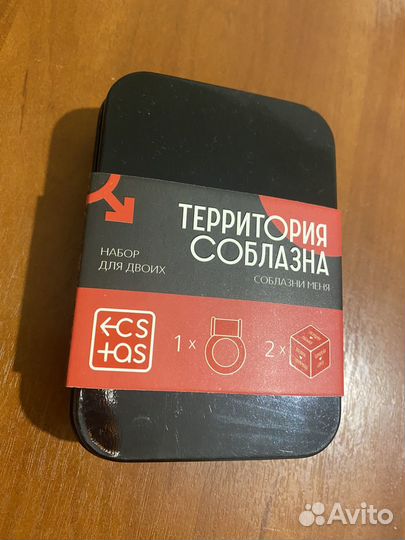 ТЕРРИТОРИЯ
СОБЛАЗНА
НАБОР
ДЛЯ ДВОИХ
СОБЛАЗНИ МЕНЯ
ecs
tas
1 x
2 x
Avito